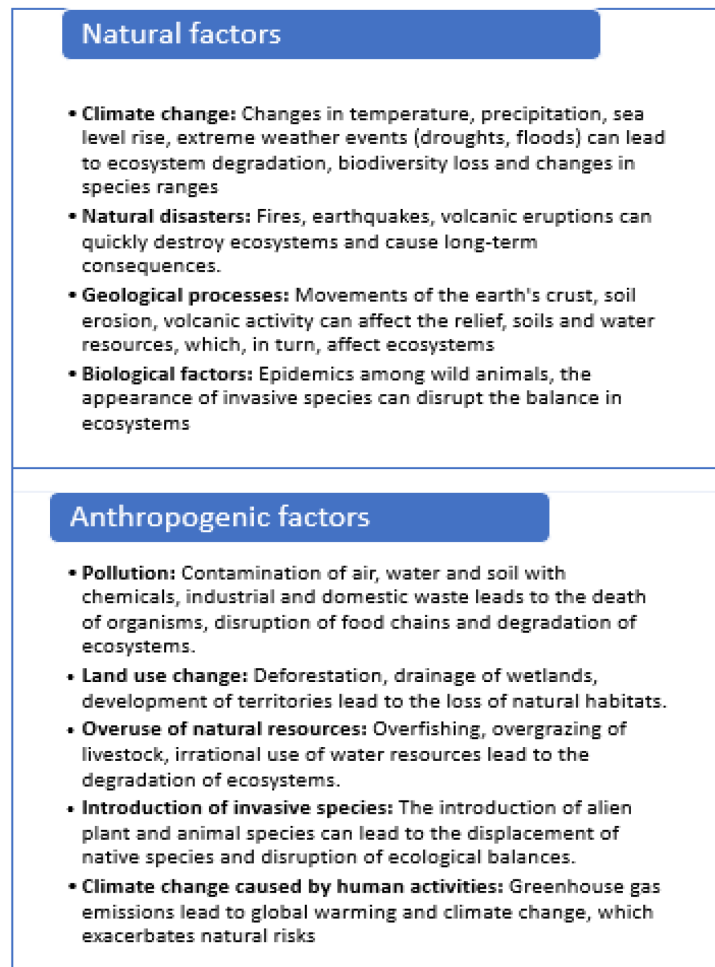 Natural factors
• Climate change: Changes in temperature, precipitation, sea
level rise, extreme weather events (droughts, floods) can lead
to ecosystem degradation, biodiversity loss and changes in
species ranges
• Natural disasters: Fires, earthquakes, volcanic eruptions can
quickly destroy ecosystems and cause long-term
consequences.
• Geological processes: Movements of the earth's crust, soil
erosion, volcanic activity can affect the relief, soils and water
resources, which, in turn, affect ecosystems
• Biological factors: Epidemics among wild animals, the
appearance of invasive species can disrupt the balance in
ecosystems
Anthropogenic factors
• Pollution: Contamination of air, water and soil with
chemicals, industrial and domestic waste leads to the death
of organisms, disruption of food chains and degradation of
ecosystems.
• Land use change: Deforestation, drainage of wetlands,
development of territories lead to the loss of natural habitats.
• Overuse of natural resources: Overfishing, overgrazing of
livestock, irrational use of water resources lead to the
degradation of ecosystems.
• Introduction of invasive species: The introduction of alien
plant and animal species can lead to the displacement of
native species and disruption of ecological balances.
• Climate change caused by human activities: Greenhouse gas
emissions lead to global warming and climate change, which
exacerbates natural risks